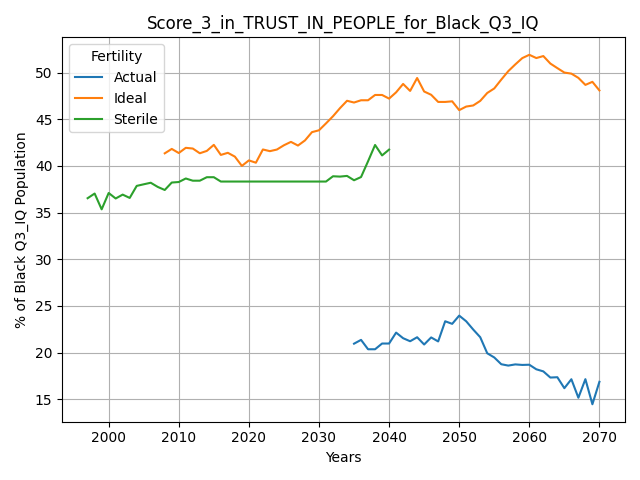 Score_3_in_TRUST_IN_PEOPLE_for_Black_Q3_IQ
Fertility
Actual
Ideal
Sterile
% of Black Q3_IQ Population
50
45
40
35
30
25
20
15
2000 2010 2020 2030 2040 2050 2060 2070
Years